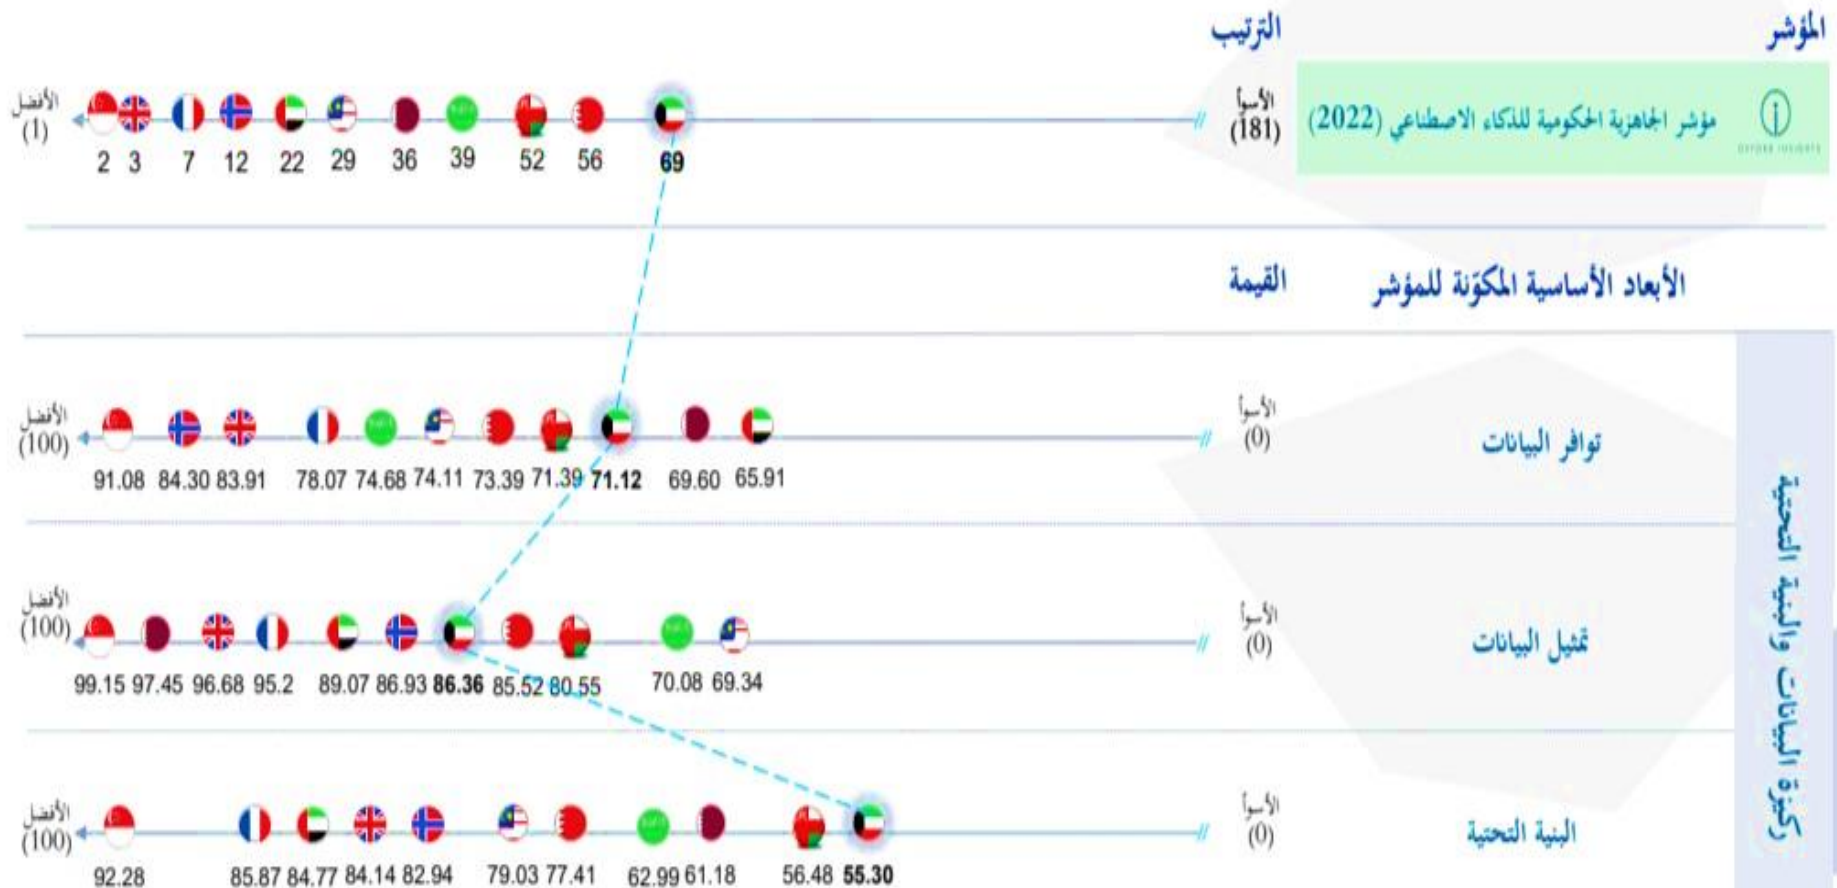 المؤشر
الترتيب
مؤشر الجاهزية الحكومية للذكاء الاصطناعي (2022)
OXFORD INSIGHTS
الأسوأ
(181)
الأفضل
(1)
2 3 7 12 22 29 36 39 52 56 69
الأبعاد الأساسية المكوّنة للمؤشر
القيمة
ركيزة البيانات والبنية التحتية
توافر البيانات
الأسوأ
(0)
الأفضل
(100)
91.08 84.30 83.91 78.07 74.68 74.11 73.39 71.39 71.12 69.60 65.91
تمثيل البيانات
الأسوأ
(0)
الأفضل
(100)
99.15 97.45 96.68 95.2 89.07 86.93 86.36 85.52 80.55 70.08 69.34
البنية التحتية
الأسوأ
(0)
الأفضل
(100)
92.28 85.87 84.77 84.14 82.94 79.03 77.41 62.99 61.18 56.48 55.30